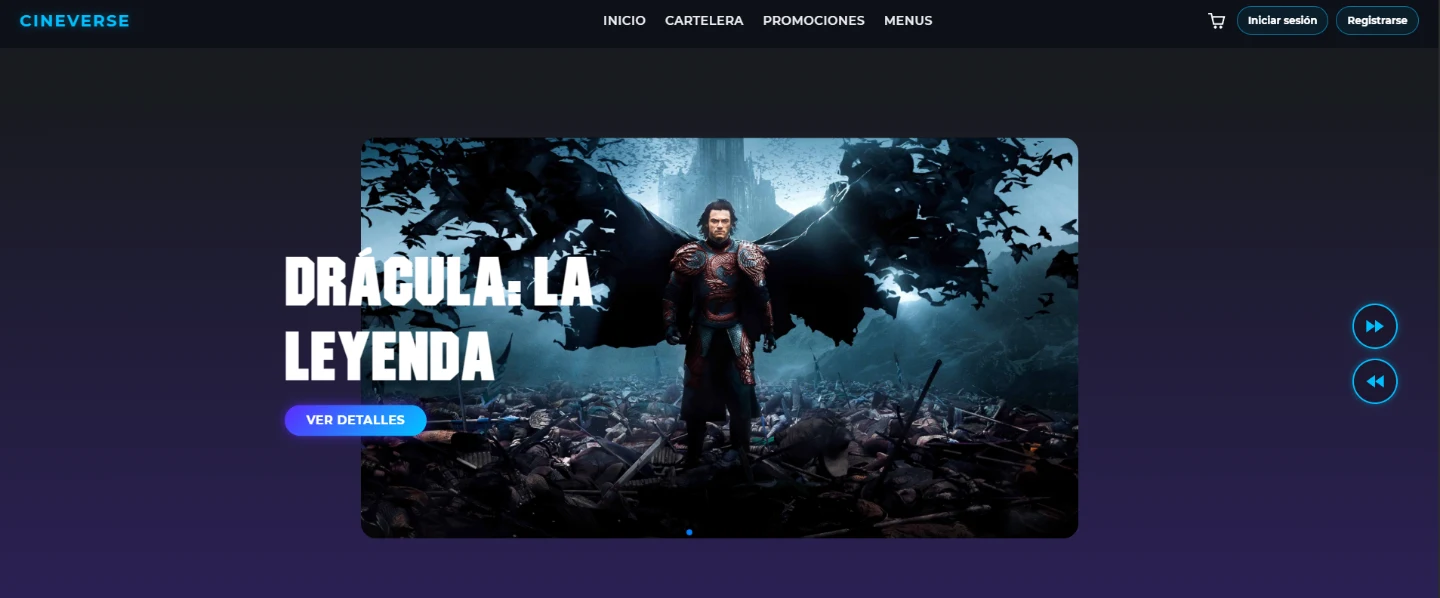 CINEVERSE
INICIO CARTELERA PROMOCIONES MENUS
Iniciar sesión
Registrarse
DRÁCULA: LA
LEYENDA
VER DETALLES